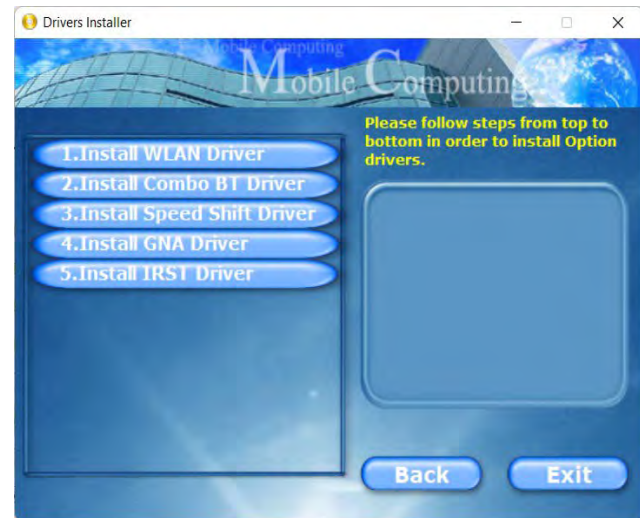 Drivers Installer
Mobile Computing
Mobile Computing
Please follow steps from top to
bottom in order to install Option
drivers.
1.Install WLAN Driver
2.Install Combo BT Driver
3.Install Speed Shift Driver
4.Install GNA Driver
5.Install IRST Driver
Back
Exit